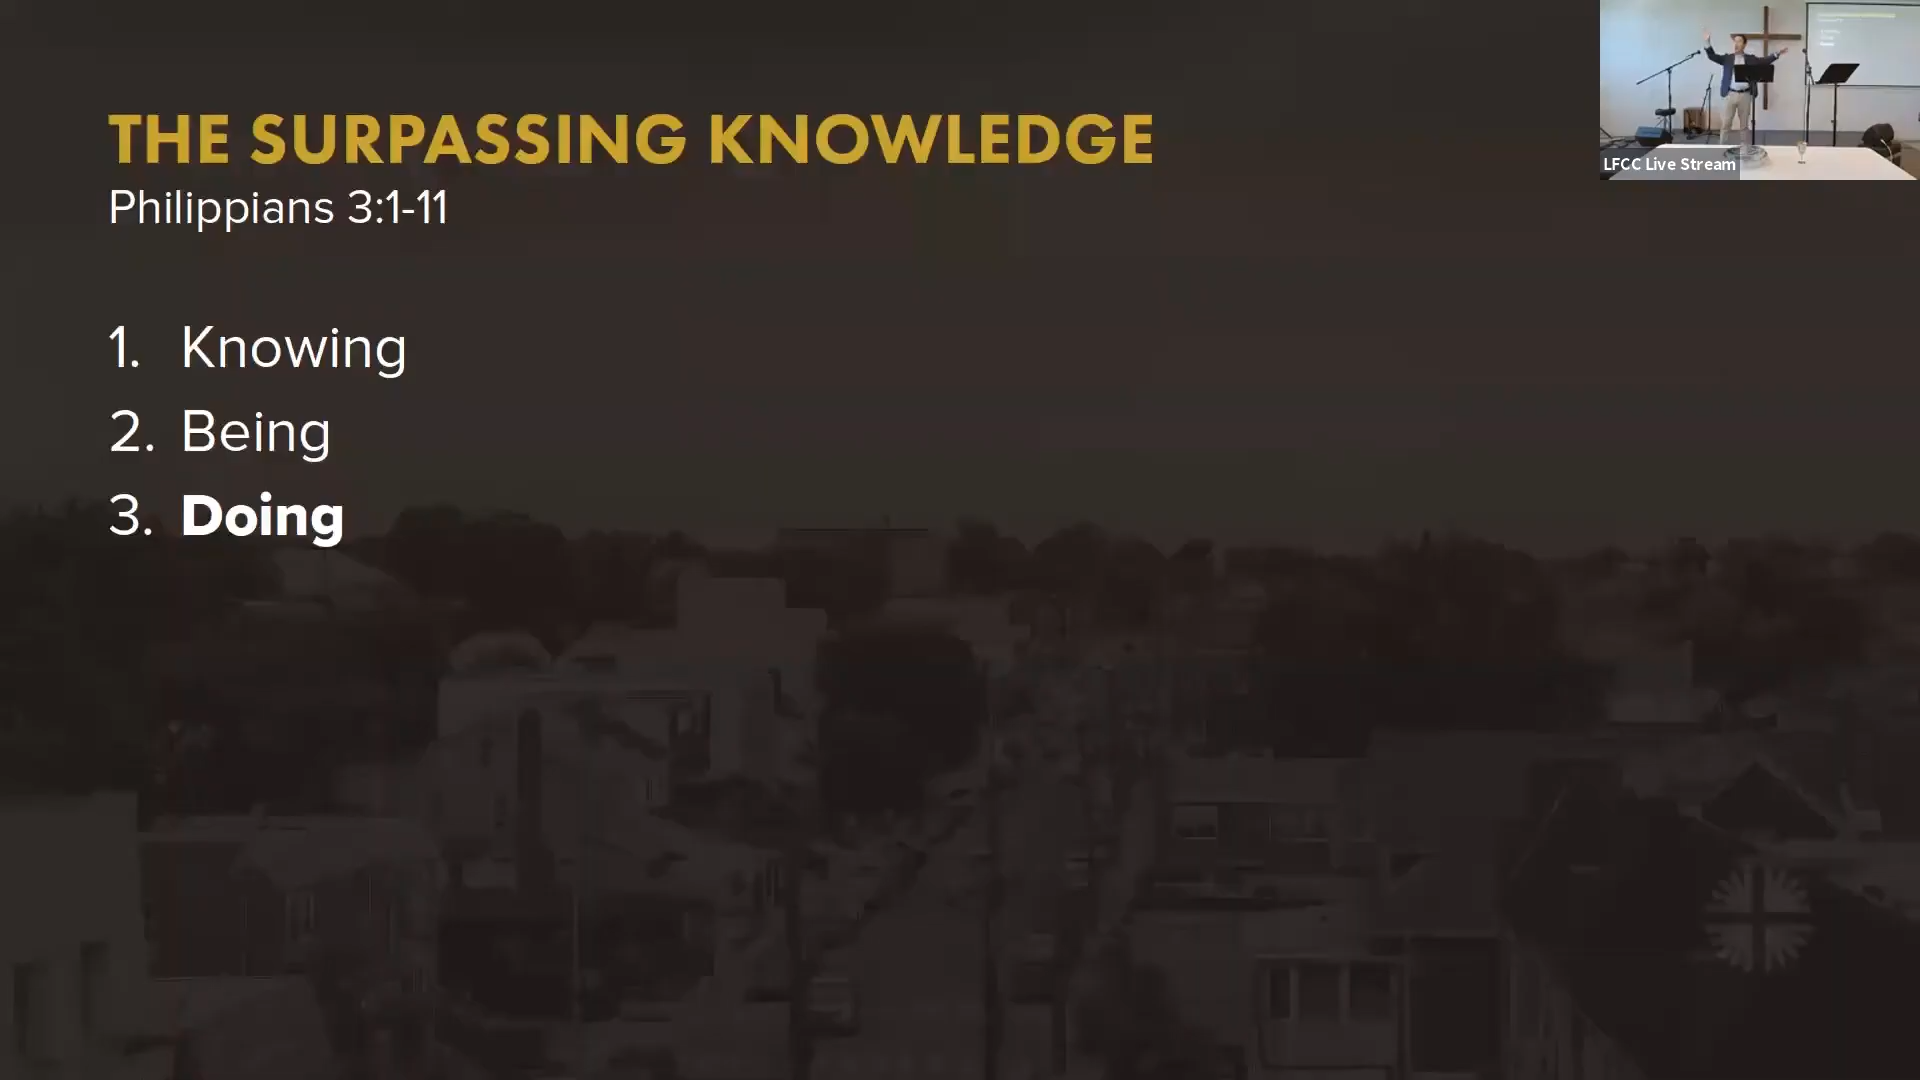 THE SURPASSING KNOWLEDGE
Philippians 3:1-11
1. Knowing
2. Being
3. Doing
LFCC Live Stream